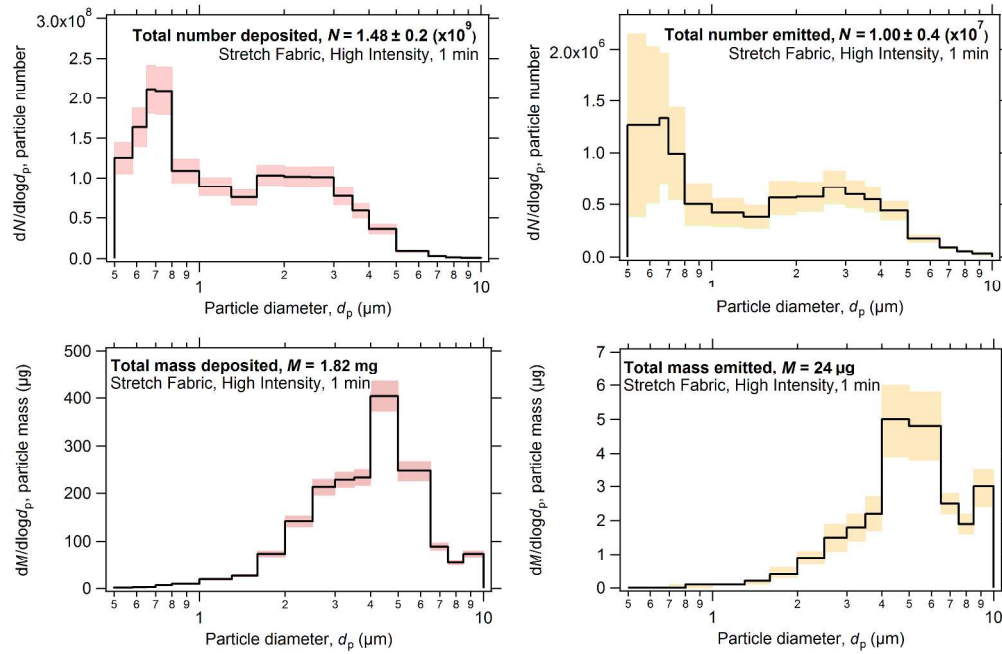 Total number deposited, N = 1.48 ± 0.2 (x10⁹)
Stretch Fabric, High Intensity, 1 min
dN/dlogdₚ, particle number
3.0x10⁸
2.5
2.0
1.5
1.0
0.5
0.0
5 6 7 8 9 1 2 3 4 5 6 7 8 9 10
Particle diameter, dₚ (µm)
Total number emitted, N = 1.00 ± 0.4 (x10⁷)
Stretch Fabric, High Intensity, 1 min
dN/dlogdₚ, particle number
2.0x10⁶
1.5
1.0
0.5
0.0
5 6 7 8 9 1 2 3 4 5 6 7 8 9 10
Particle diameter, dₚ (µm)
Total mass deposited, M = 1.82 mg
Stretch Fabric, High Intensity, 1 min
dM/dlogdₚ, particle mass (µg)
500
400
300
200
100
0
5 6 7 8 9 1 2 3 4 5 6 7 8 9 10
Particle diameter, dₚ (µm)
Total mass emitted, M = 24 µg
Stretch Fabric, High Intensity, 1 min
dM/dlogdₚ, particle mass (µg)
7
6
5
4
3
2
1
0
5 6 7 8 9 1 2 3 4 5 6 7 8 9 10
Particle diameter, dₚ (µm)